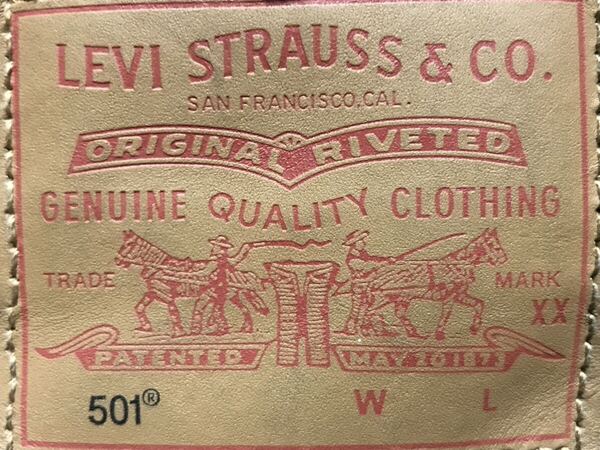 LEVI STRAUSS & CO.
SAN FRANCISCO, CAL.
ORIGINAL RIVETED
GENUINE QUALITY CLOTHING
TRADE MARK
XX
PATENTED MAY 20 1873
501® W L